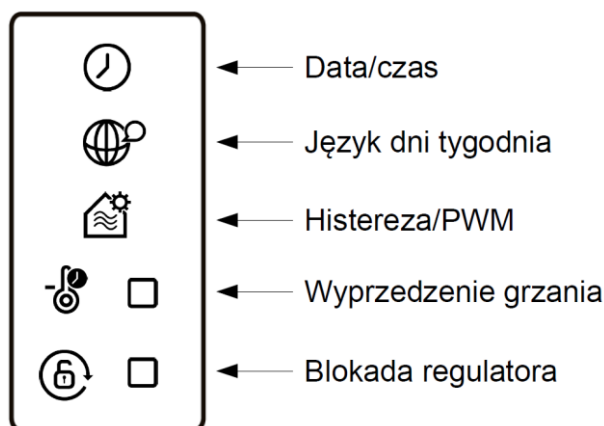 Data/czas
Język dni tygodnia
Histereza/PWM
Wyprzedzenie grzania
Blokada regulatora